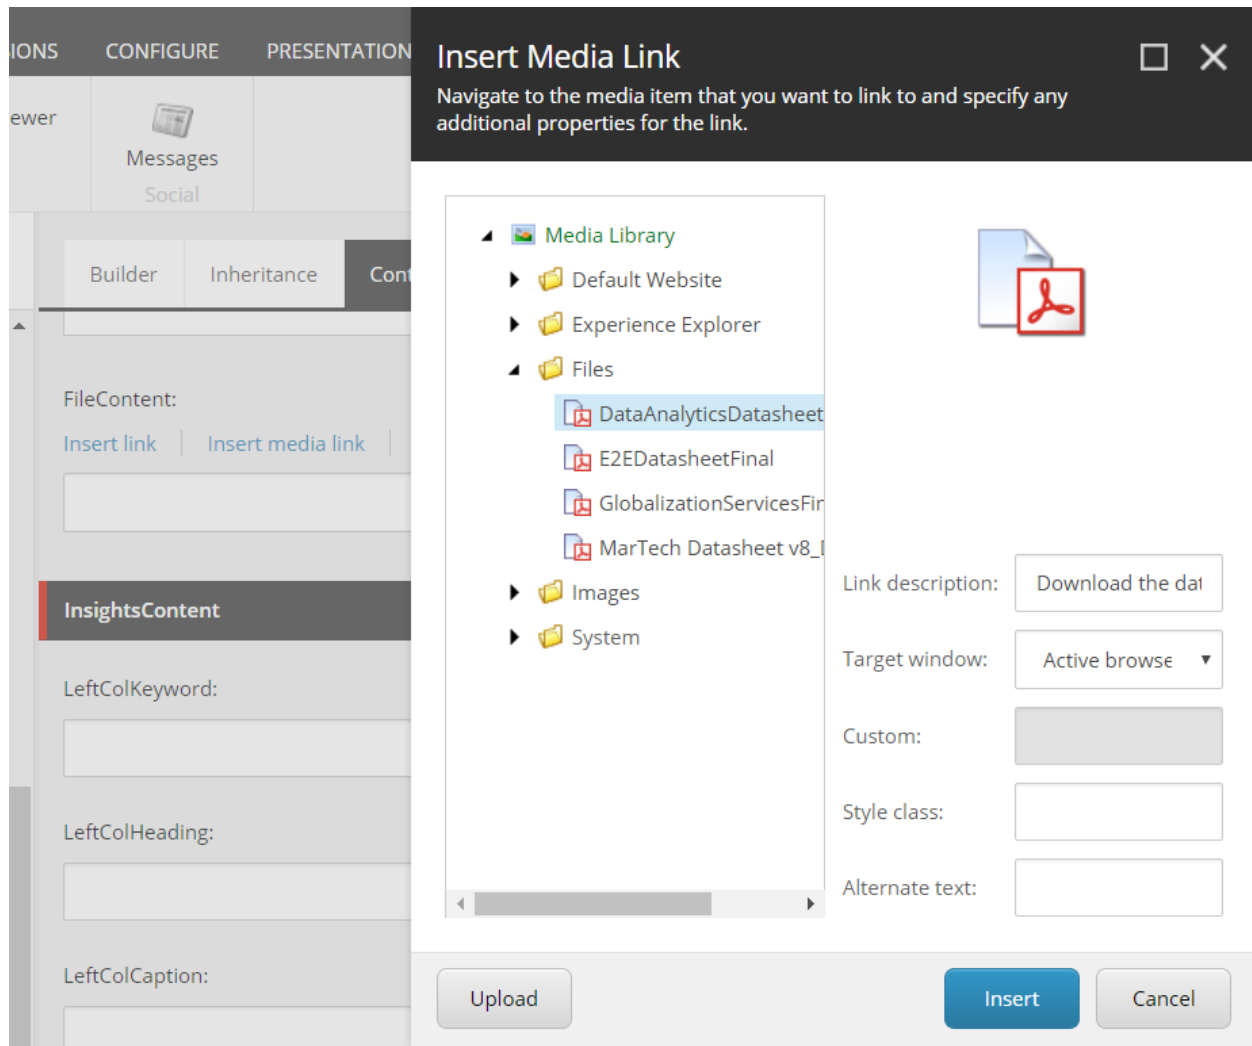 IONS CONFIGURE PRESENTATION
ewer
Messages
Social
Builder Inheritance Cont
FileContent:
Insert link Insert media link
InsightsContent
LeftColKeyword:
LeftColHeading:
LeftColCaption:
Insert Media Link
Navigate to the media item that you want to link to and specify any
additional properties for the link.
Media Library
Default Website
Experience Explorer
Files
DataAnalyticsDatasheet
E2EDatasheetFinal
GlobalizationServicesFin
MarTech Datasheet v8_
Images
System
Link description: Download the dat
Target window: Active browse
Custom:
Style class:
Alternate text:
Upload Insert Cancel